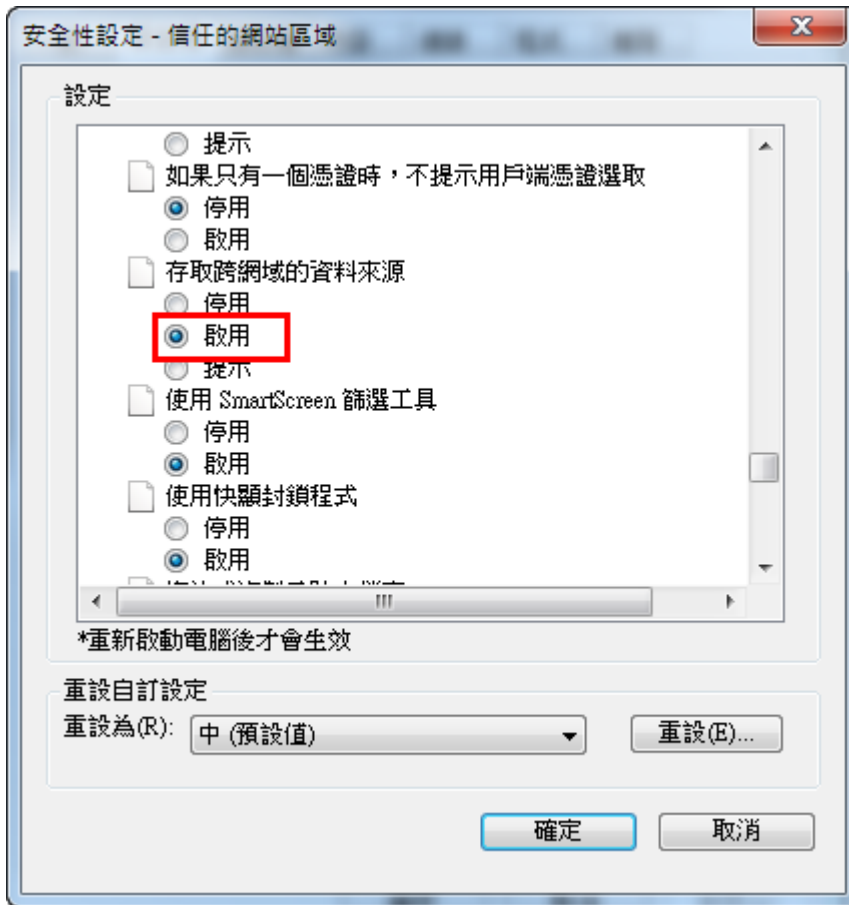 安全性設定 - 信任的網站區域
設定
提示
如果只有一個憑證時，不提示用戶端憑證選取
停用
啟用
存取跨網域的資料來源
停用
啟用
提示
使用 SmartScreen 篩選工具
停用
啟用
使用快顯封鎖程式
停用
啟用
*重新啟動電腦後才會生效
重設自訂設定
重設為(R):
中 (預設值)
重設(E)...
確定
取消